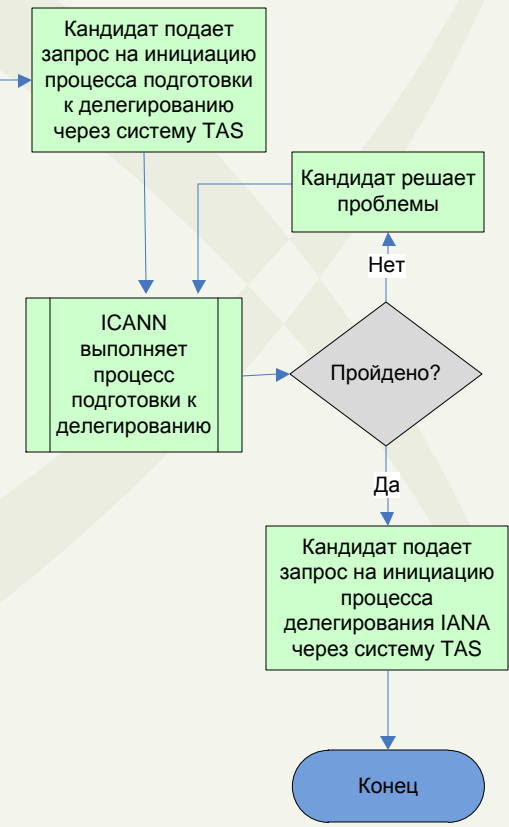 Кандидат подает
запрос на инициацию
процесса подготовки
к делегированию
через систему TAS
Кандидат решает
проблемы
Нет
ICANN
выполняет
процесс
подготовки к
делегированию
Пройдено?
Да
Кандидат подает
запрос на инициацию
процесса
делегирования IANA
через систему TAS
Конец